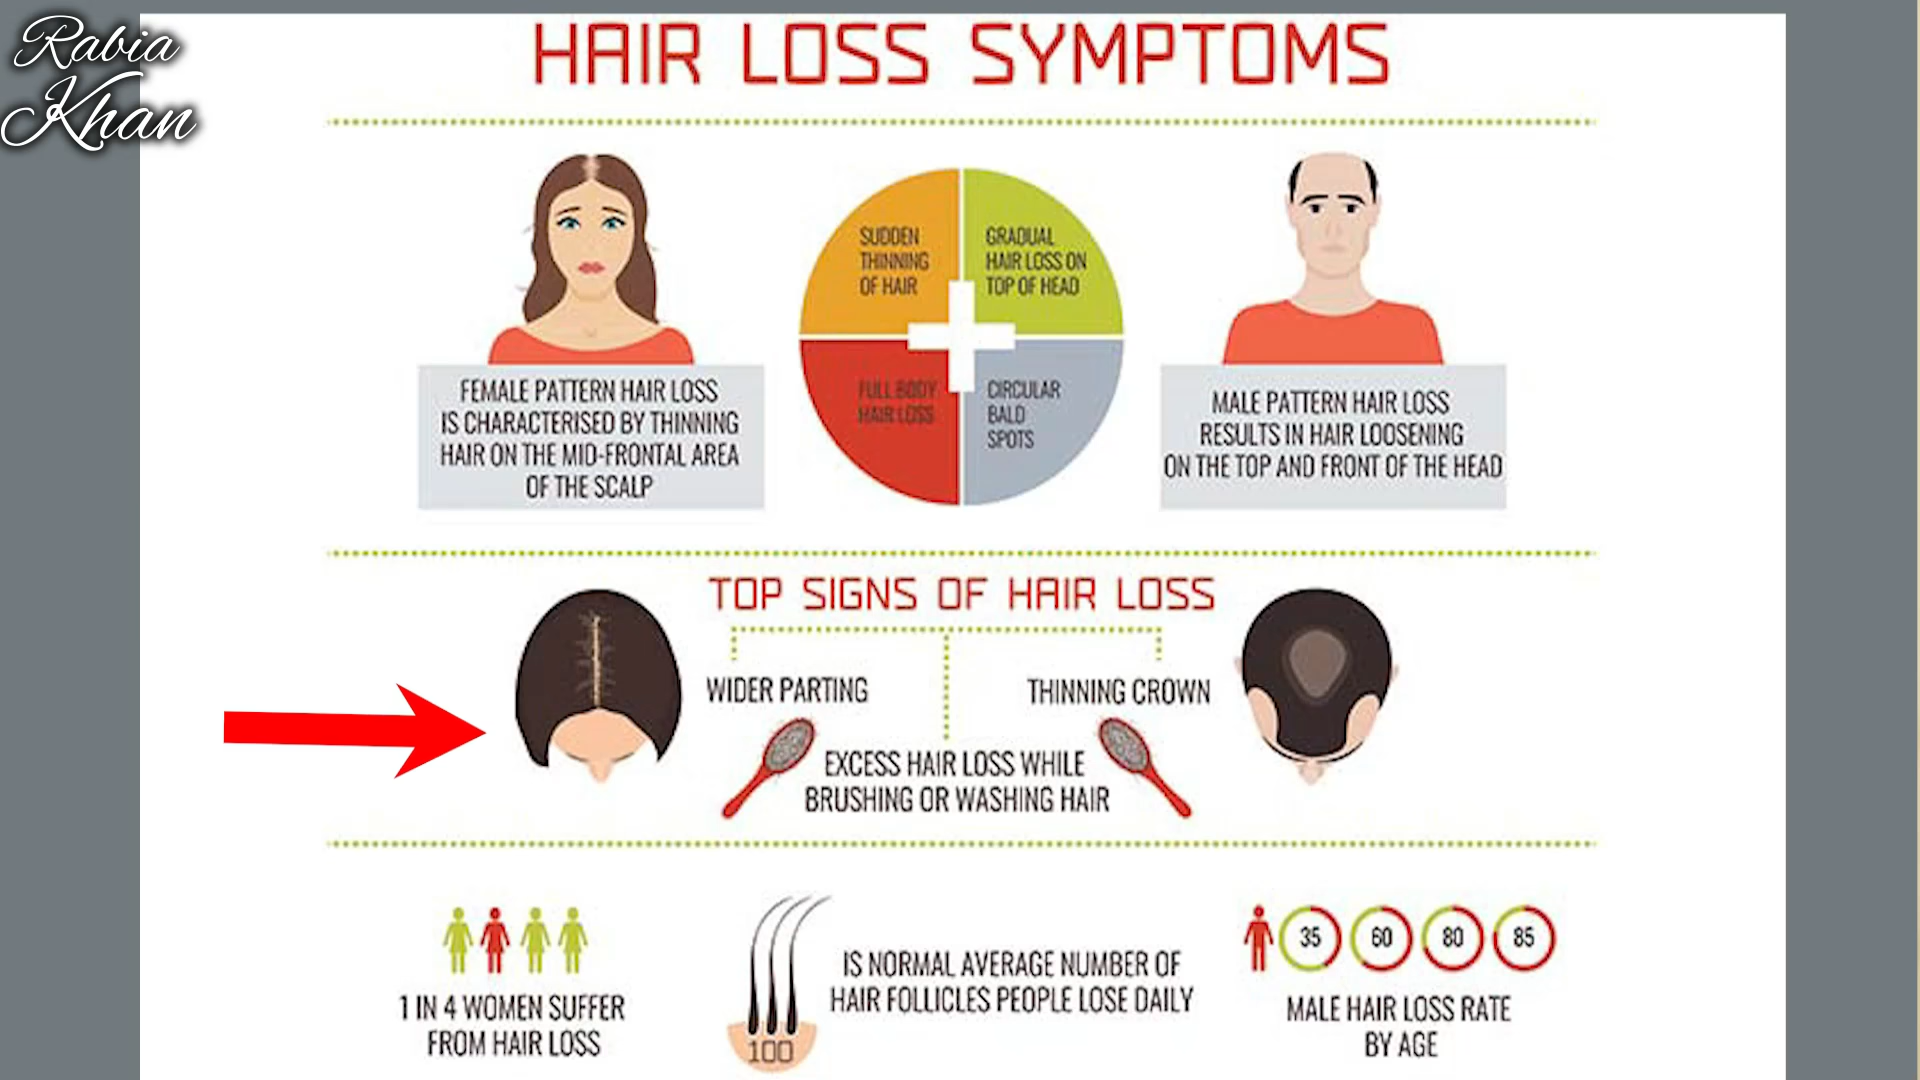 Rabia
Khan
HAIR LOSS SYMPTOMS
SUDDEN
THINNING
OF HAIR
GRADUAL
HAIR LOSS ON
TOP OF HEAD
FULL BODY
HAIR LOSS
CIRCULAR
BALD
SPOTS
FEMALE PATTERN HAIR LOSS
IS CHARACTERISED BY THINNING
HAIR ON THE MID-FRONTAL AREA
OF THE SCALP
MALE PATTERN HAIR LOSS
RESULTS IN HAIR LOOSENING
ON THE TOP AND FRONT OF THE HEAD
TOP SIGNS OF HAIR LOSS
WIDER PARTING
THINNING CROWN
EXCESS HAIR LOSS WHILE
BRUSHING OR WASHING HAIR
1 IN 4 WOMEN SUFFER
FROM HAIR LOSS
100
IS NORMAL AVERAGE NUMBER OF
HAIR FOLLICLES PEOPLE LOSE DAILY
35 60 80 85
MALE HAIR LOSS RATE
BY AGE